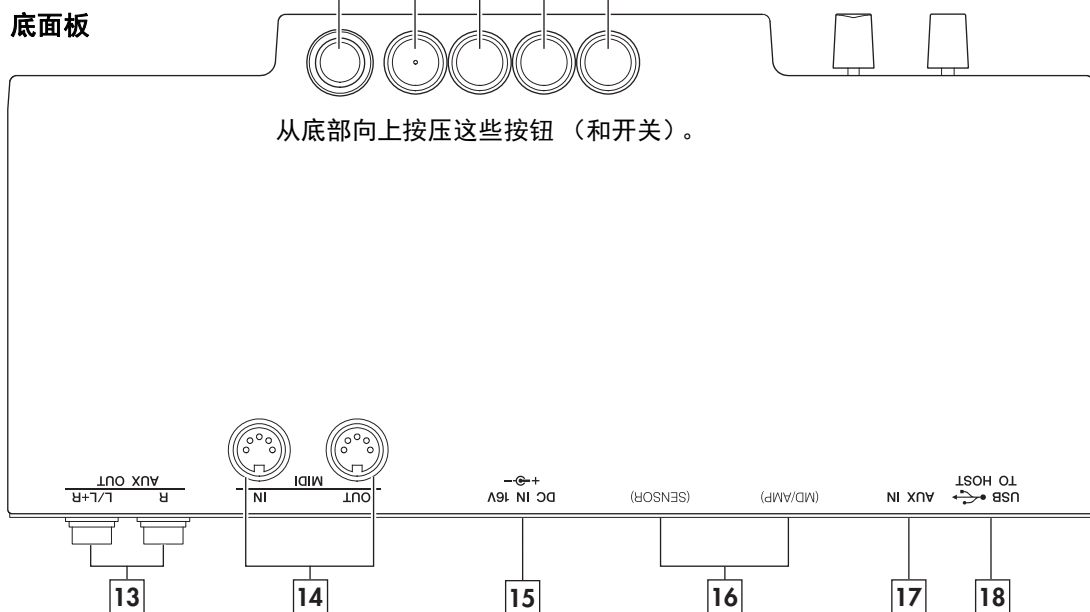 底面板
从底部向上按压这些按钮 （和开关）。
AUX OUT
L/L+R
R
MIDI
IN
OUT
DC IN 16V
(SENSOR)
(MD/AMP)
AUX IN
USB
TO HOST
13
14
15
16
17
18